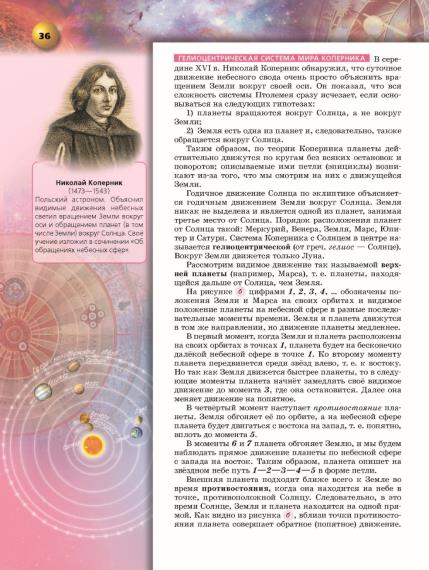 36
ГЕЛИОЦЕНТРИЧЕСКАЯ СИСТЕМА МИРА КОПЕРНИКА В сере-
дине XVI в. Николай Коперник обнаружил, что суточное
движение небесного свода очень просто объяснить вра-
щением Земли вокруг своей оси. Он показал, что вся
сложность системы Птолемея сразу исчезает, если осно-
вываться на следующих гипотезах:
1) планеты вращаются вокруг Солнца, а не вокруг
Земли;
2) Земля есть одна из планет и, следовательно, также
обращается вокруг Солнца.
Таким образом, по теории Коперника планеты дей-
ствительно движутся по кругам без всяких остановок и
поворотов; описываемые ими петли (эпициклы) возни-
кают из-за того, что мы смотрим на них с движущейся
Земли.
Годичное движение Солнца по эклиптике объясняет-
ся годичным движением Земли вокруг Солнца. Земля
никак не выделена и является одной из планет, занимая
третье место от Солнца. Порядок расположения планет
от Солнца такой: Меркурий, Венера, Земля, Марс, Юпи-
тер и Сатурн. Система Коперника с Солнцем в центре на-
зывается гелиоцентрической (от греч. гелиос — Солнце).
Вокруг Земли движется только Луна.
Рассмотрим видимое движение так называемой верх-
ней планеты (например, Марса), т. е. планеты, находя-
щейся дальше от Солнца, чем Земля.
На рисунке б цифрами 1, 2, 3, 4, ... обозначены по-
ложения Земли и Марса на своих орбитах и видимое
положение планеты на небесной сфере в разные последо-
вательные моменты времени. Земля и планета движутся
в том же направлении, но движение планеты медленнее.
В первый момент, когда Земля и планета расположены
на своих орбитах в точках 1, планета будет на бесконечно
далёкой небесной сфере в точке 1. Ко второму моменту
планета передвинется среди звёзд влево, т. е. к востоку.
Но так как Земля движется быстрее планеты, то в следу-
ющие моменты планета начнёт замедлять своё видимое
движение до момента 3, где она остановится. Далее она
меняет движение на попятное.
В четвёртый момент наступает противостояние пла-
неты. Земля обгоняет её по орбите, а на небесной сфере
планета будет двигаться с востока на запад, т. е. попятно,
вплоть до момента 5.
В моменты 6 и 7 планета обгоняет Землю, и мы будем
наблюдать прямое движение планеты по небесной сфере
с запада на восток. Таким образом, планета опишет на
звёздном небе путь 1—2—3—4—5 в форме петли.
Внешняя планета подходит ближе всего к Земле во
время противостояния, когда она находится на небе в
точке, противоположной Солнцу. Следовательно, в это
время Солнце, Земля и планета находятся на одной пря-
мой. Как видно из рисунка б, вблизи точки противосто-
яния планета совершает обратное (попятное) движение.
Николай Коперник
(1473—1543)
Польский астроном. Объяснил
видимые движения небесных
светил вращением Земли вокруг
оси и обращением планет (в том
числе Земли) вокруг Солнца. Своё
учение изложил в сочинении «Об
обращениях небесных сфер».